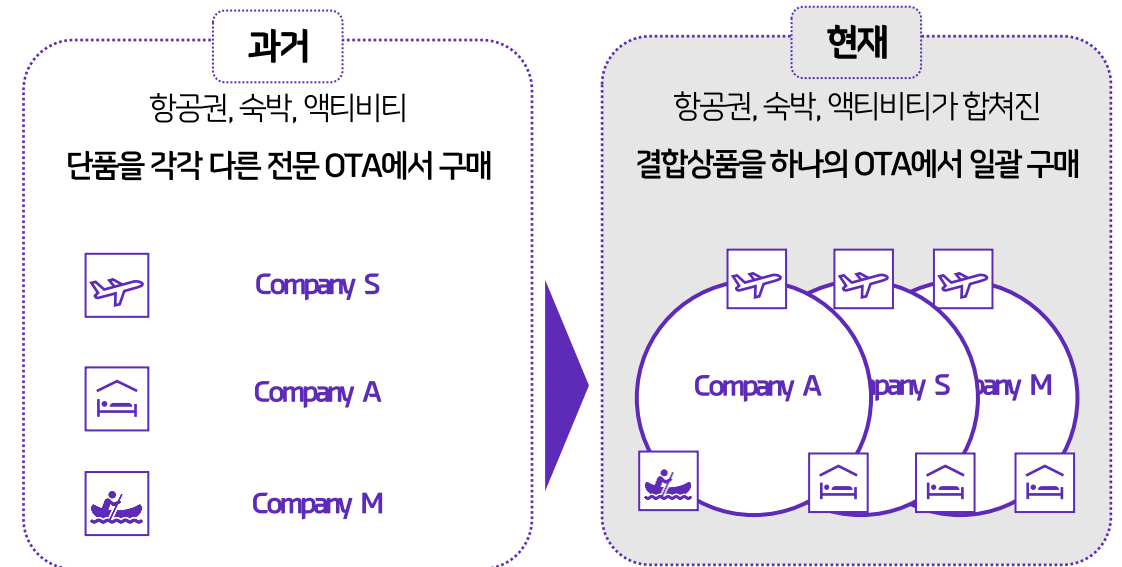 과거
항공권, 숙박, 액티비티
단품을 각각 다른 전문 OTA에서 구매
Company S
Company A
Company M
현재
항공권, 숙박, 액티비티가 합쳐진
결합상품을 하나의 OTA에서 일괄 구매
Company A
pany S
pany M